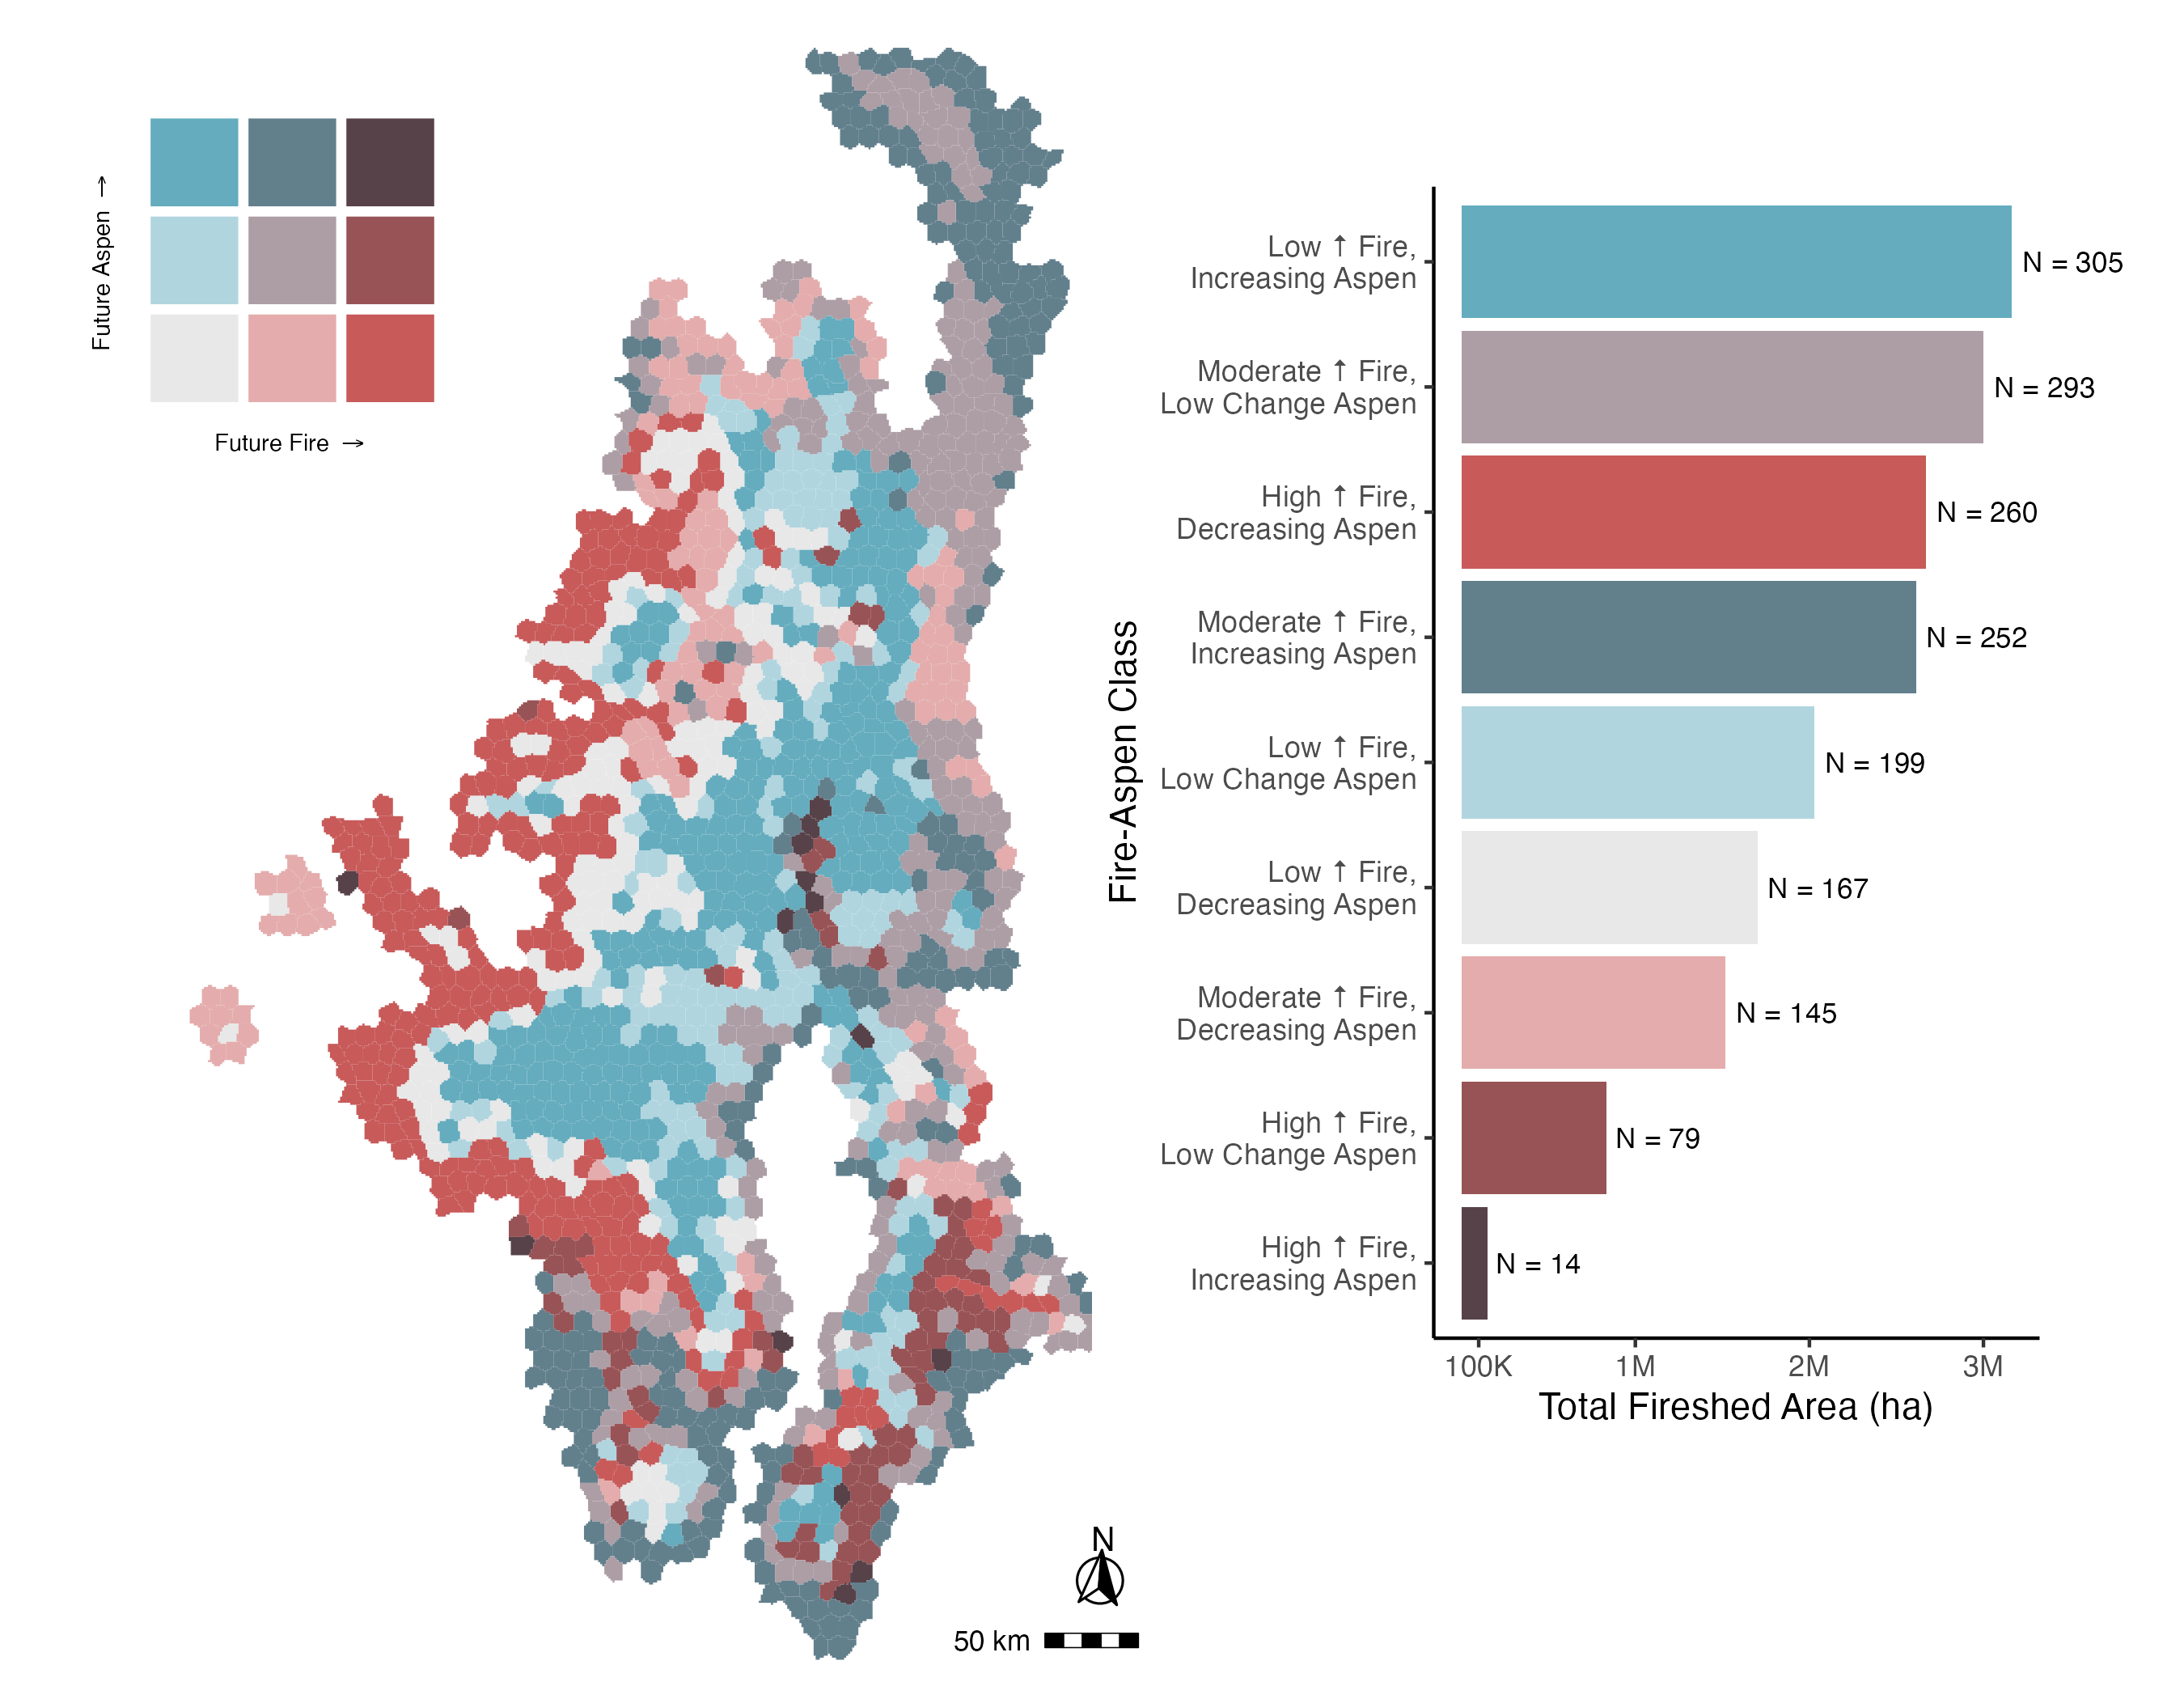 Future Aspen →
Future Fire →
N
50 km
Fire-Aspen Class
Low ↑ Fire,
Increasing Aspen
N = 305
Moderate ↑ Fire,
Low Change Aspen
N = 293
High ↑ Fire,
Decreasing Aspen
N = 260
Moderate ↑ Fire,
Increasing Aspen
N = 252
Low ↑ Fire,
Low Change Aspen
N = 199
Low ↑ Fire,
Decreasing Aspen
N = 167
Moderate ↑ Fire,
Decreasing Aspen
N = 145
High ↑ Fire,
Low Change Aspen
N = 79
High ↑ Fire,
Increasing Aspen
N = 14
100K 1M 2M 3M
Total Fireshed Area (ha)